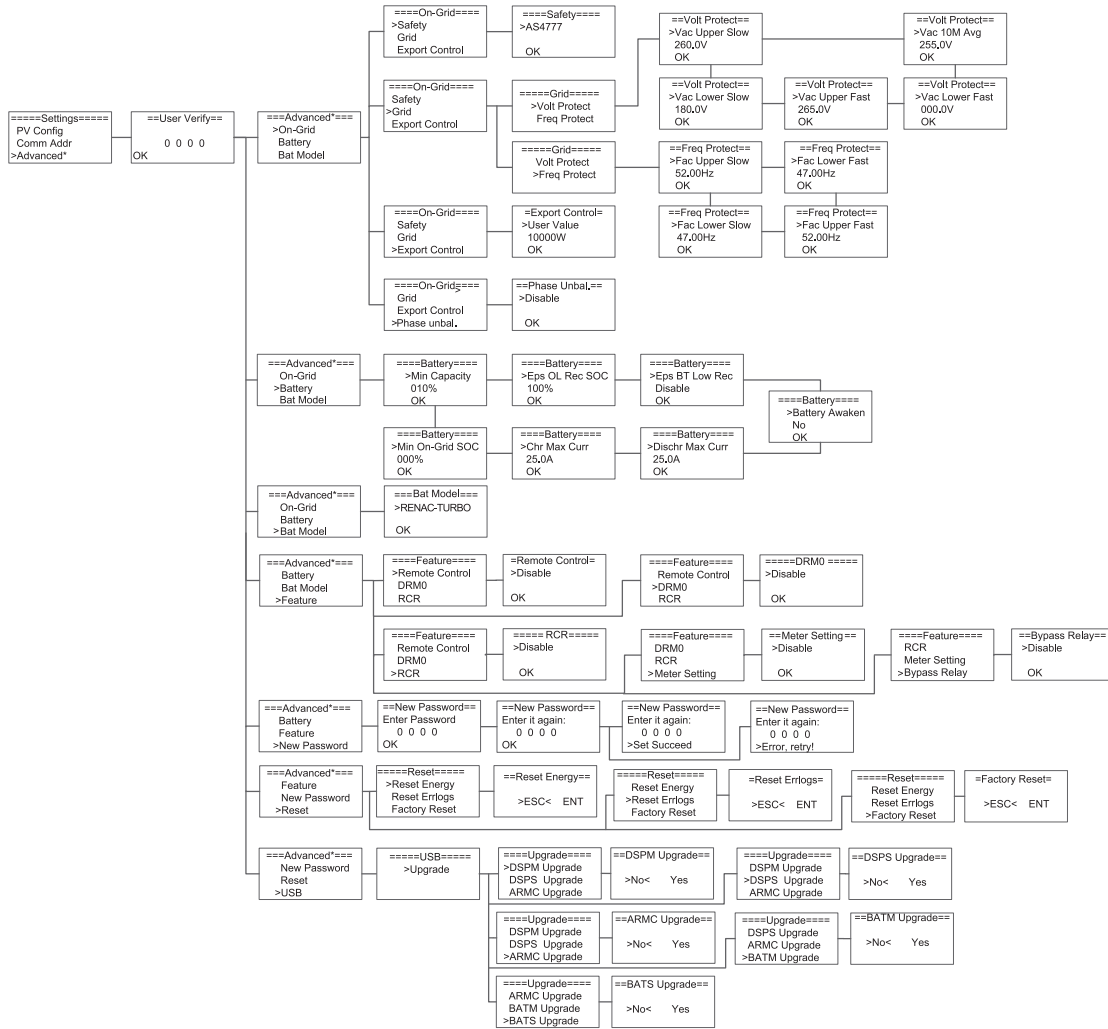 =====Settings=====
PV Config
Comm Addr
>Advanced*
==User Verify==
0 0 0 0
OK
===Advanced*===
>On-Grid
Battery
Bat Model
====On-Grid====
>Safety
Grid
Export Control
====Safety====
>AS4777
OK
====On-Grid====
Safety
>Grid
Export Control
=====Grid=====
>Volt Protect
Freq Protect
==Volt Protect==
>Vac Upper Slow
260.0V
OK
==Volt Protect==
>Vac 10M Avg
255.0V
OK
==Volt Protect==
>Vac Lower Slow
180.0V
OK
==Volt Protect==
>Vac Upper Fast
265.0V
OK
==Volt Protect==
>Vac Lower Fast
000.0V
OK
=====Grid=====
Volt Protect
>Freq Protect
==Freq Protect==
>Fac Upper Slow
52.00Hz
OK
==Freq Protect==
>Fac Lower Fast
47.00Hz
OK
==Freq Protect==
>Fac Lower Slow
47.00Hz
OK
==Freq Protect==
>Fac Upper Fast
52.00Hz
OK
====On-Grid====
Safety
Grid
>Export Control
=Export Control=
>User Value
10000W
OK
====On-Grid====
>
Grid
Export Control
>Phase unbal.
==Phase Unbal.==
>Disable
OK
===Advanced*===
On-Grid
>Battery
Bat Model
====Battery====
>Min Capacity
010%
OK
====Battery====
>Eps OL Rec SOC
100%
OK
====Battery====
>Eps BT Low Rec
Disable
OK
====Battery====
>Battery Awaken
No
OK
====Battery====
>Min On-Grid SOC
000%
OK
====Battery====
>Chr Max Curr
25.0A
OK
====Battery====
>Dischr Max Curr
25.0A
OK
===Advanced*===
On-Grid
Battery
>Bat Model
===Bat Model===
>RENAC-TURBO
OK
===Advanced*===
Battery
Bat Model
>Feature
====Feature====
>Remote Control
DRM0
RCR
=Remote Control=
>Disable
OK
====Feature====
Remote Control
>DRM0
RCR
=====DRM0 =====
>Disable
OK
====Feature====
Remote Control
DRM0
>RCR
===== RCR=====
>Disable
OK
====Feature====
DRM0
RCR
>Meter Setting
==Meter Setting==
>Disable
OK
====Feature====
RCR
Meter Setting
>Bypass Relay
==Bypass Relay==
>Disable
OK
===Advanced*===
Battery
Feature
>New Password
==New Password==
Enter Password
0 0 0 0
OK
==New Password==
Enter it again:
0 0 0 0
OK
==New Password==
Enter it again:
0 0 0 0
>Set Succeed
==New Password==
Enter it again:
0 0 0 0
>Error, retry!
===Advanced*===
Feature
New Password
>Reset
=====Reset=====
>Reset Energy
Reset Errlogs
Factory Reset
==Reset Energy==
>ESC< ENT
=====Reset=====
Reset Energy
>Reset Errlogs
Factory Reset
=Reset Errlogs=
>ESC< ENT
=====Reset=====
Reset Energy
Reset Errlogs
>Factory Reset
=Factory Reset=
>ESC< ENT
===Advanced*===
New Password
Reset
>USB
=====USB=====
>Upgrade
====Upgrade====
>DSPM Upgrade
DSPS Upgrade
ARMC Upgrade
==DSPM Upgrade==
>No< Yes
====Upgrade====
DSPM Upgrade
>DSPS Upgrade
ARMC Upgrade
==DSPS Upgrade==
>No< Yes
====Upgrade====
DSPM Upgrade
DSPS Upgrade
>ARMC Upgrade
==ARMC Upgrade==
>No< Yes
====Upgrade====
DSPS Upgrade
ARMC Upgrade
>BATM Upgrade
==BATM Upgrade==
>No< Yes
====Upgrade====
ARMC Upgrade
BATM Upgrade
>BATS Upgrade
==BATS Upgrade==
>No< Yes